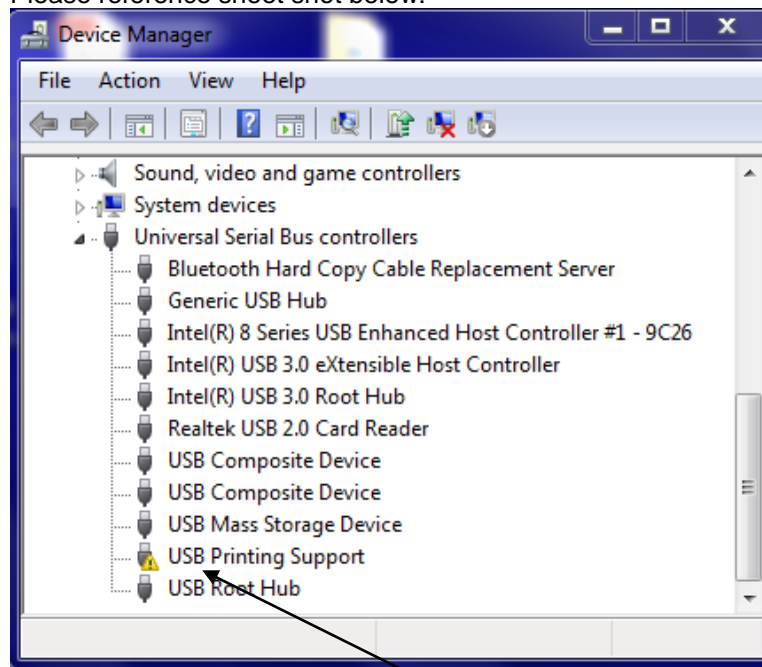 Please reference sheet shot below.
Device Manager
File Action View Help
Sound, video and game controllers
System devices
Universal Serial Bus controllers
Bluetooth Hard Copy Cable Replacement Server
Generic USB Hub
Intel(R) 8 Series USB Enhanced Host Controller #1 - 9C26
Intel(R) USB 3.0 eXtensible Host Controller
Intel(R) USB 3.0 Root Hub
Realtek USB 2.0 Card Reader
USB Composite Device
USB Composite Device
USB Mass Storage Device
USB Printing Support
USB Root Hub